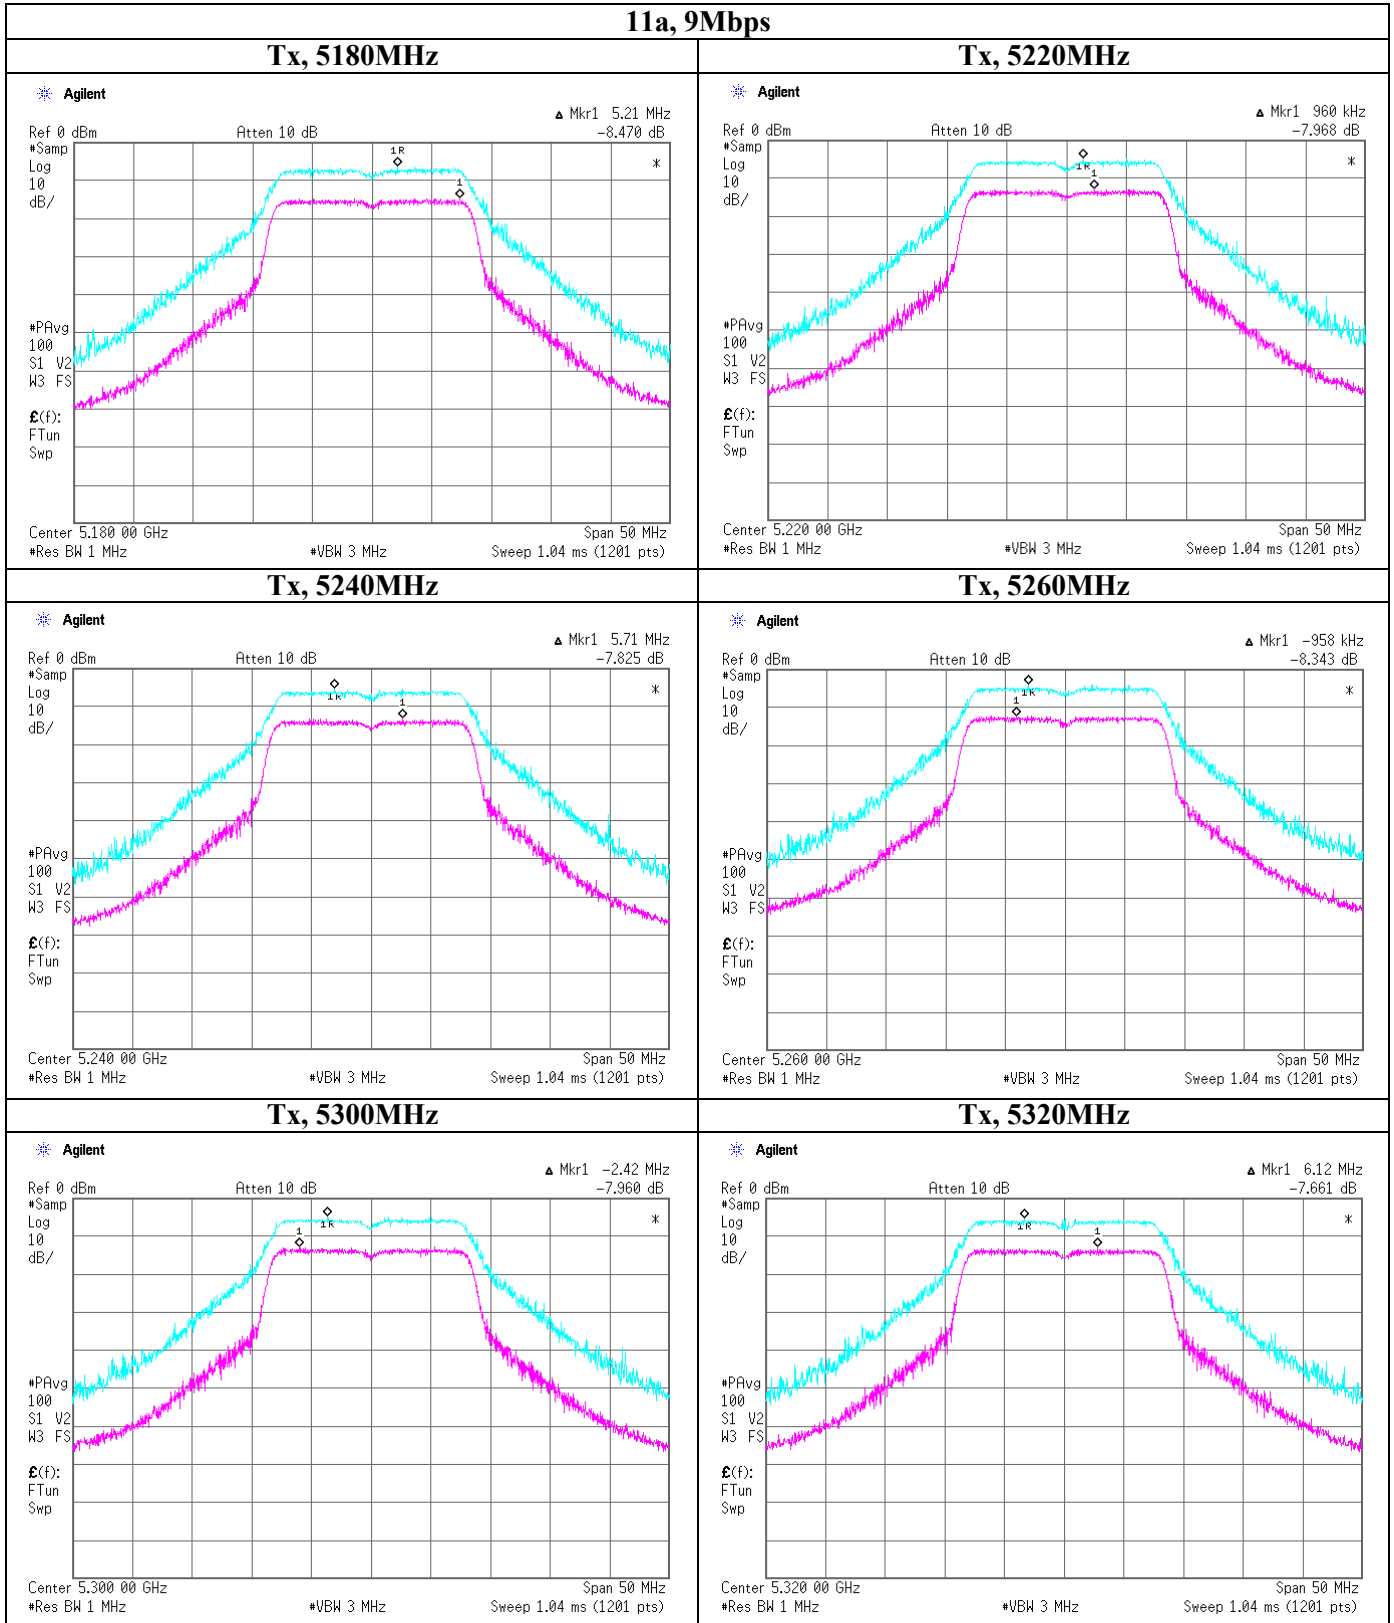 11a, 9Mbps
Tx, 5180MHz
Agilent
Δ Mkr1 5.21 MHz
Ref 0 dBm Atten 10 dB -8.470 dB
#Samp
Log
10
dB/
1R
1
*
#PAvg
100
S1 V2
W3 FS
£(f):
FTun
Swp
Center 5.180 00 GHz Span 50 MHz
#Res BW 1 MHz #VBW 3 MHz Sweep 1.04 ms (1201 pts)
Tx, 5220MHz
Agilent
Δ Mkr1 960 kHz
Ref 0 dBm Atten 10 dB -7.968 dB
#Samp
Log
10
dB/
1R
1
*
#PAvg
100
S1 V2
W3 FS
£(f):
FTun
Swp
Center 5.220 00 GHz Span 50 MHz
#Res BW 1 MHz #VBW 3 MHz Sweep 1.04 ms (1201 pts)
Tx, 5240MHz
Agilent
Δ Mkr1 5.71 MHz
Ref 0 dBm Atten 10 dB -7.825 dB
#Samp
Log
10
dB/
1R
1
*
#PAvg
100
S1 V2
W3 FS
£(f):
FTun
Swp
Center 5.240 00 GHz Span 50 MHz
#Res BW 1 MHz #VBW 3 MHz Sweep 1.04 ms (1201 pts)
Tx, 5260MHz
Agilent
Δ Mkr1 -958 kHz
Ref 0 dBm Atten 10 dB -8.343 dB
#Samp
Log
10
dB/
1R
1
*
#PAvg
100
S1 V2
W3 FS
£(f):
FTun
Swp
Center 5.260 00 GHz Span 50 MHz
#Res BW 1 MHz #VBW 3 MHz Sweep 1.04 ms (1201 pts)
Tx, 5300MHz
Agilent
Δ Mkr1 -2.42 MHz
Ref 0 dBm Atten 10 dB -7.960 dB
#Samp
Log
10
dB/
1R
1
*
#PAvg
100
S1 V2
W3 FS
£(f):
FTun
Swp
Center 5.300 00 GHz Span 50 MHz
#Res BW 1 MHz #VBW 3 MHz Sweep 1.04 ms (1201 pts)
Tx, 5320MHz
Agilent
Δ Mkr1 6.12 MHz
Ref 0 dBm Atten 10 dB -7.661 dB
#Samp
Log
10
dB/
1R
1
*
#PAvg
100
S1 V2
W3 FS
£(f):
FTun
Swp
Center 5.320 00 GHz Span 50 MHz
#Res BW 1 MHz #VBW 3 MHz Sweep 1.04 ms (1201 pts)